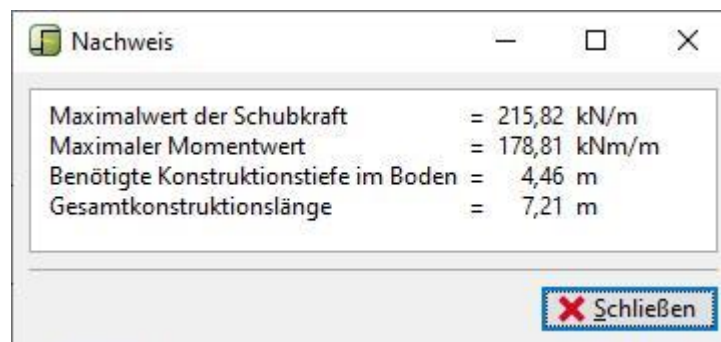 Nachweis
Maximalwert der Schubkraft = 215,82 kN/m
Maximaler Momentwert = 178,81 kNm/m
Benötigte Konstruktionstiefe im Boden = 4,46 m
Gesamtkonstruktionslänge = 7,21 m
Schließen